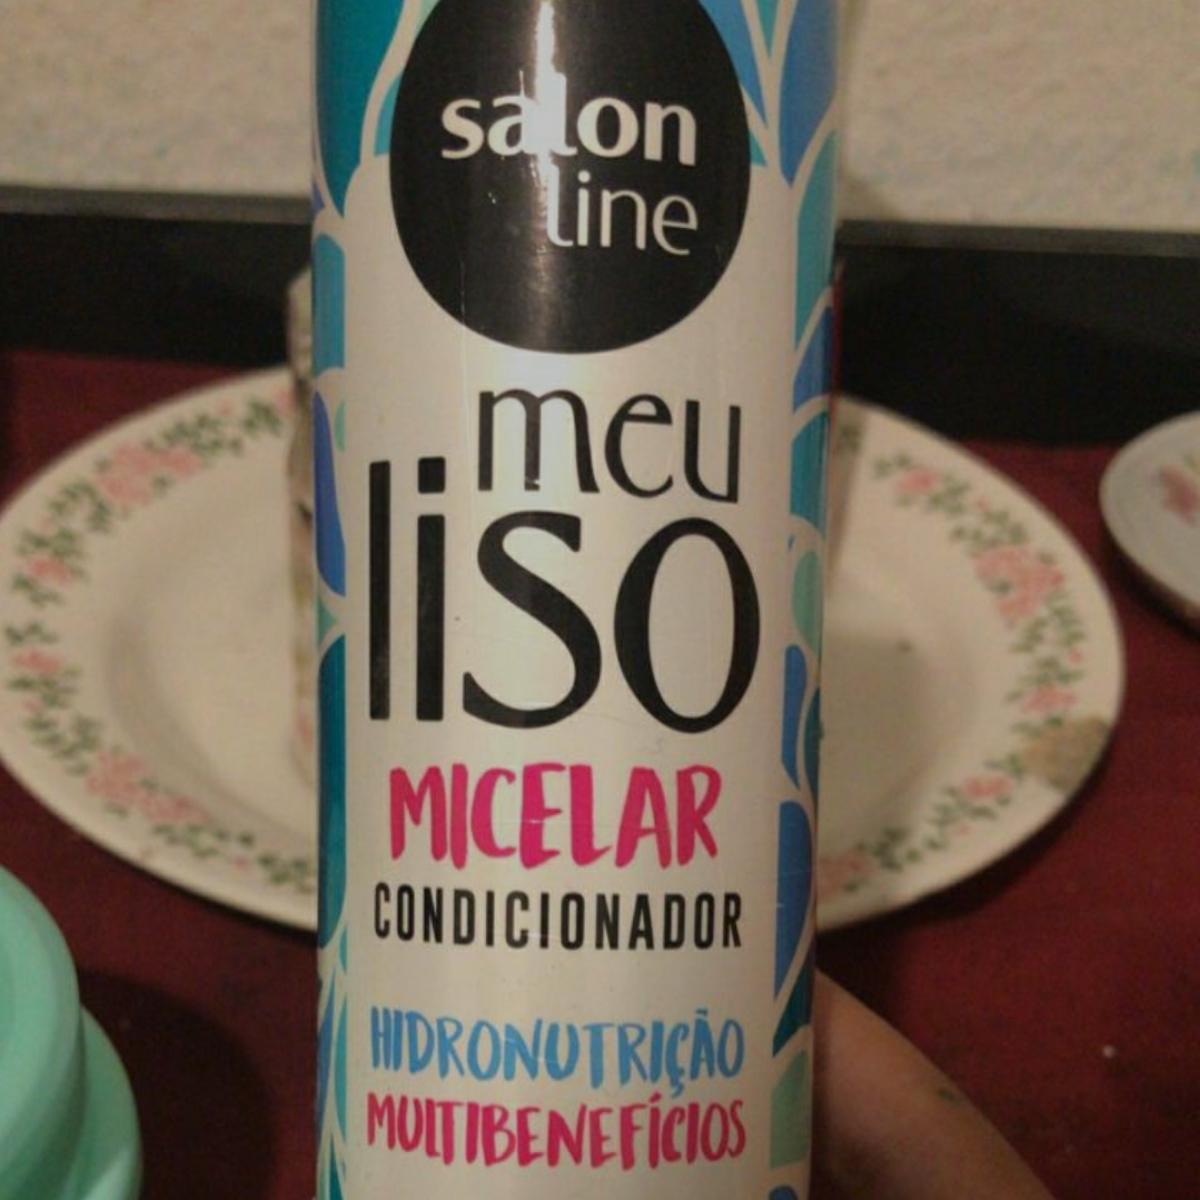 salon
line
meu
liso
MICELAR
CONDICIONADOR
HIDRONUTRIÇÃO
MULTIBENEFÍCIOS